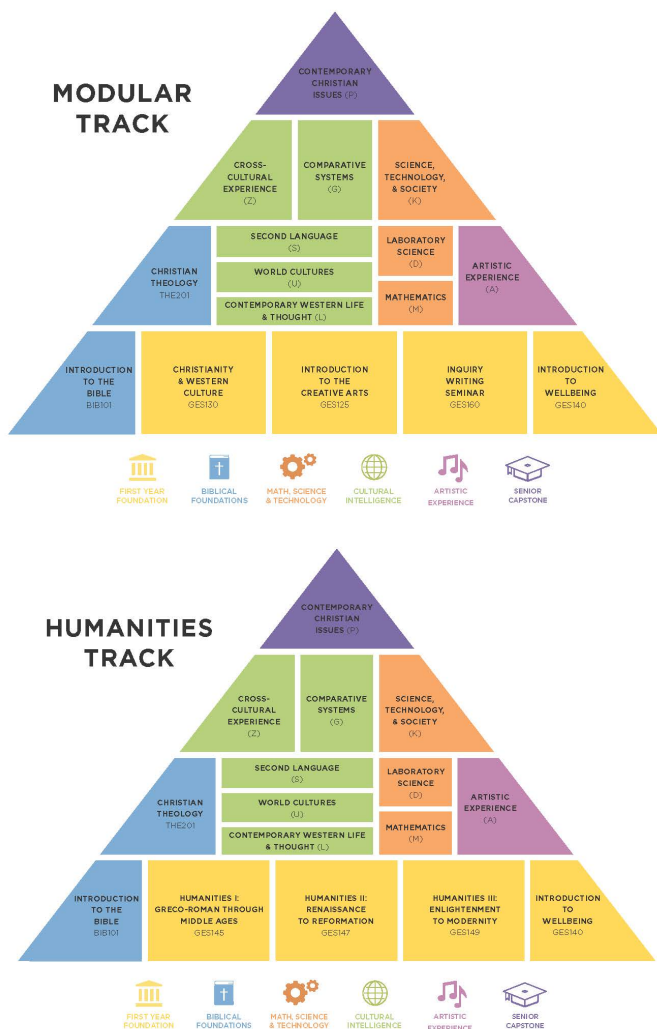 MODULAR
TRACK
CONTEMPORARY
CHRISTIAN
ISSUES (P)
CROSS-
CULTURAL
EXPERIENCE
(Z)
COMPARATIVE
SYSTEMS
(G)
SCIENCE,
TECHNOLOGY,
& SOCIETY
(K)
CHRISTIAN
THEOLOGY
THE201
SECOND LANGUAGE
(S)
WORLD CULTURES
(U)
CONTEMPORARY WESTERN LIFE
& THOUGHT (L)
LABORATORY
SCIENCE
(D)
MATHEMATICS
(M)
ARTISTIC
EXPERIENCE
(A)
INTRODUCTION
TO THE
BIBLE
BIB101
CHRISTIANITY
& WESTERN
CULTURE
GES130
INTRODUCTION
TO THE
CREATIVE ARTS
GES125
INQUIRY
WRITING
SEMINAR
GES160
INTRODUCTION
TO
WELLBEING
GES140
FIRST YEAR
FOUNDATION
BIBLICAL
FOUNDATIONS
MATH, SCIENCE
& TECHNOLOGY
CULTURAL
INTELLIGENCE
ARTISTIC
EXPERIENCE
SENIOR
CAPSTONE
HUMANITIES
TRACK
CONTEMPORARY
CHRISTIAN
ISSUES (P)
CROSS-
CULTURAL
EXPERIENCE
(Z)
COMPARATIVE
SYSTEMS
(G)
SCIENCE,
TECHNOLOGY,
& SOCIETY
(K)
CHRISTIAN
THEOLOGY
THE201
SECOND LANGUAGE
(S)
WORLD CULTURES
(U)
CONTEMPORARY WESTERN LIFE
& THOUGHT (L)
LABORATORY
SCIENCE
(D)
MATHEMATICS
(M)
ARTISTIC
EXPERIENCE
(A)
INTRODUCTION
TO THE
BIBLE
BIB101
HUMANITIES I:
GRECO-ROMAN THROUGH
MIDDLE AGES
GES145
HUMANITIES II:
RENAISSANCE
TO REFORMATION
GES147
HUMANITIES III:
ENLIGHTENMENT
TO MODERNITY
GES149
INTRODUCTION
TO
WELLBEING
GES140
FIRST YEAR
FOUNDATION
BIBLICAL
FOUNDATIONS
MATH, SCIENCE
& TECHNOLOGY
CULTURAL
INTELLIGENCE
ARTISTIC
EXPERIENCE
SENIOR
CAPSTONE